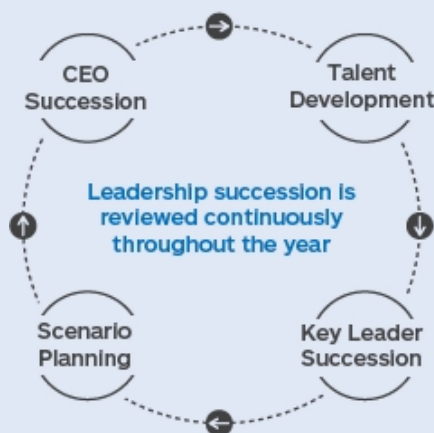 CEO
Succession
Talent
Development
Leadership succession is
reviewed continuously
throughout the year
Scenario
Planning
Key Leader
Succession